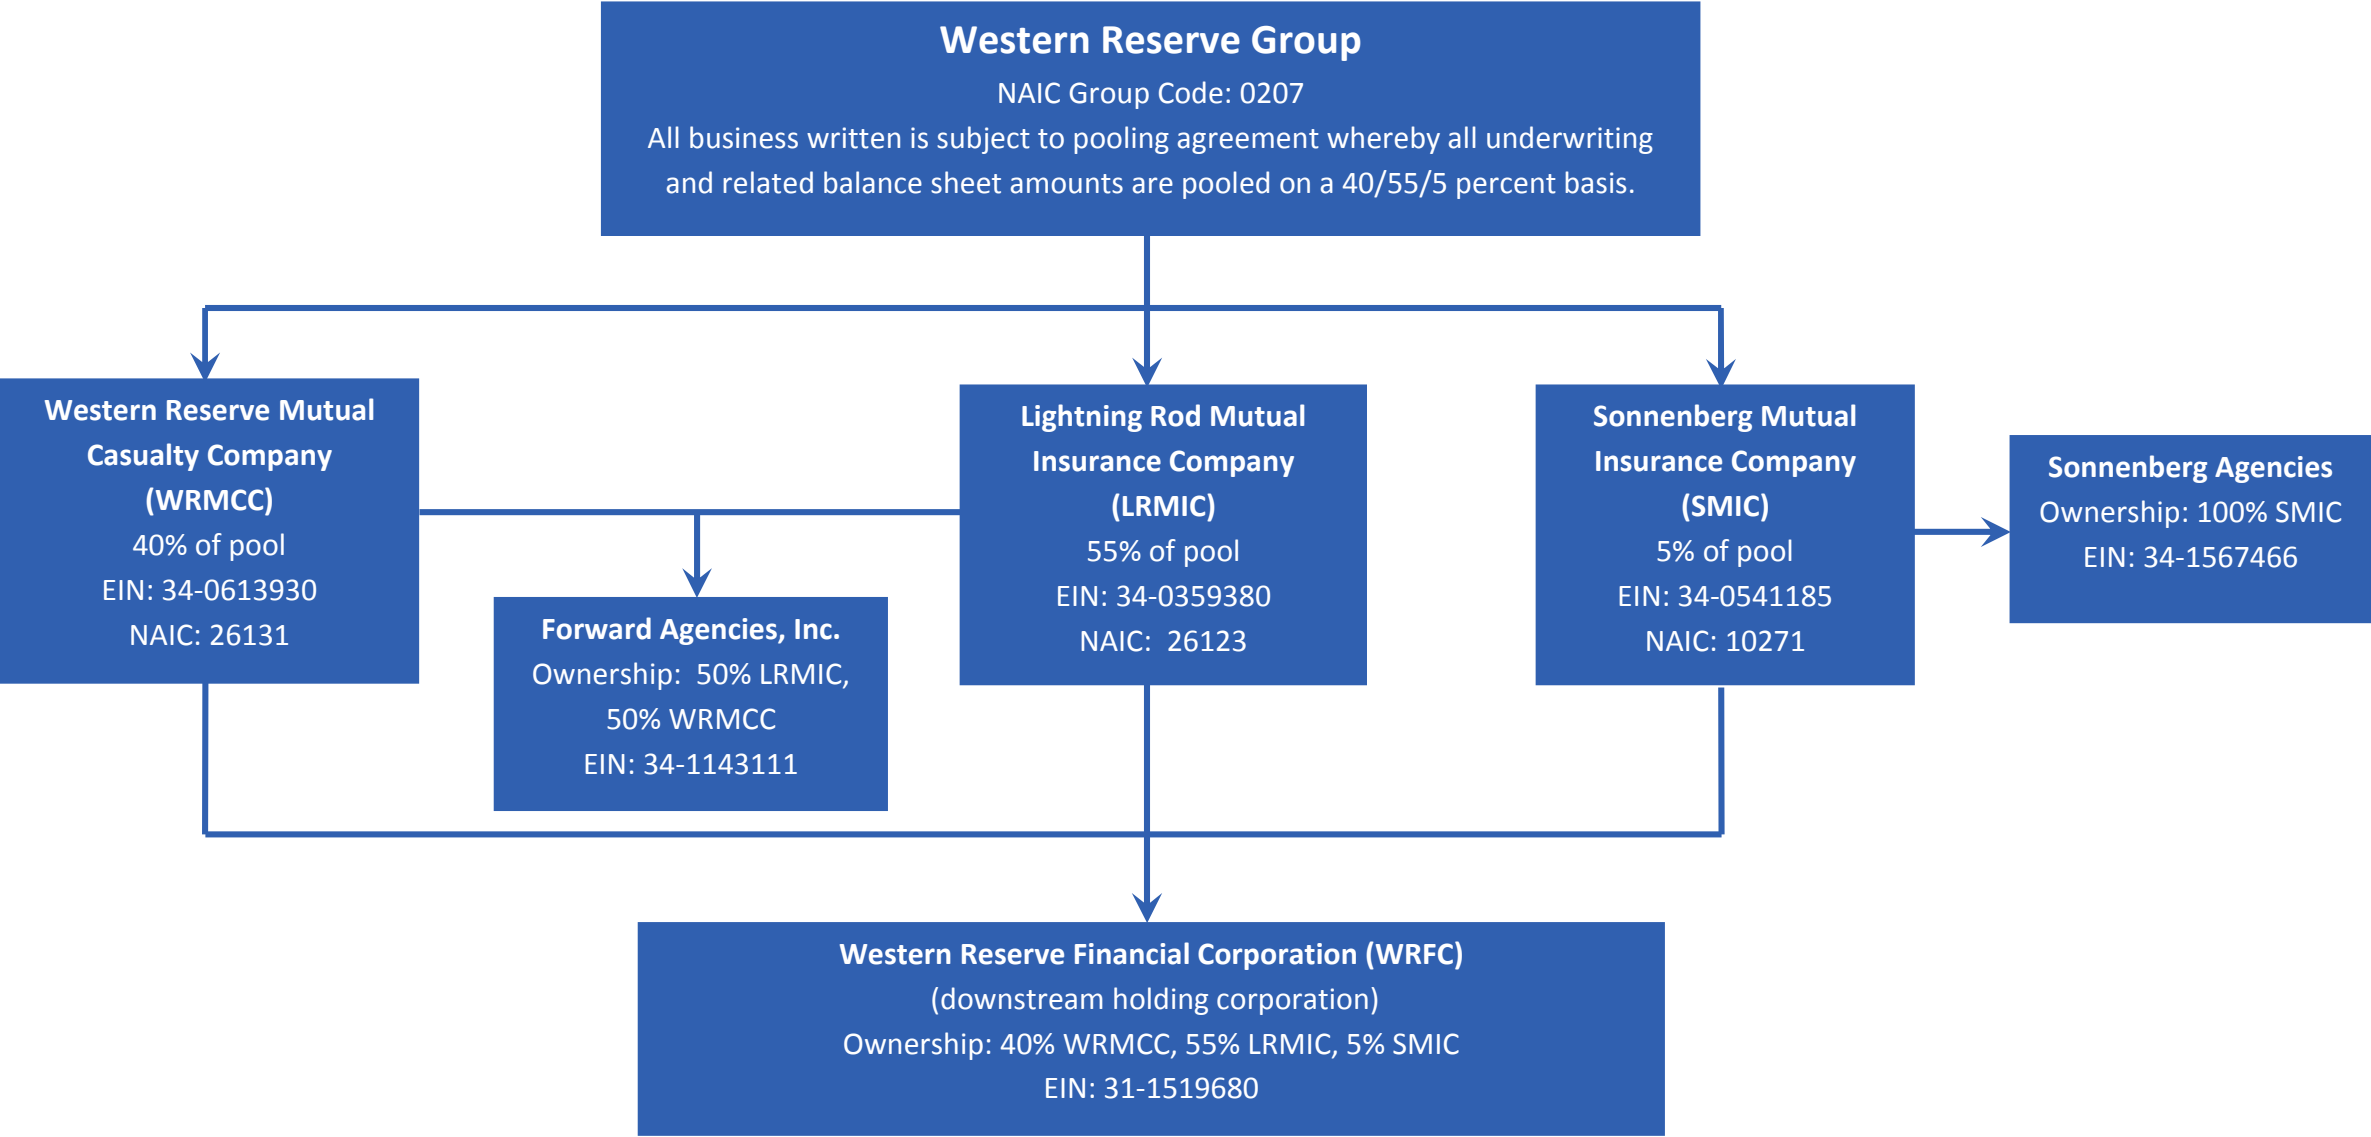 Western Reserve Group
NAIC Group Code: 0207
All business written is subject to pooling agreement whereby all underwriting
and related balance sheet amounts are pooled on a 40/55/5 percent basis.
Western Reserve Mutual
Casualty Company
(WRMCC)
40% of pool
EIN: 34-0613930
NAIC: 26131
Forward Agencies, Inc.
Ownership:  50% LRMIC,
50% WRMCC
EIN: 34-1143111
Lightning Rod Mutual
Insurance Company
(LRMIC)
55% of pool
EIN: 34-0359380
NAIC:  26123
Sonnenberg Mutual
Insurance Company
(SMIC)
5% of pool
EIN: 34-0541185
NAIC: 10271
Sonnenberg Agencies
Ownership: 100% SMIC
EIN: 34-1567466
Western Reserve Financial Corporation (WRFC)
(downstream holding corporation)
Ownership: 40% WRMCC, 55% LRMIC, 5% SMIC
EIN: 31-1519680